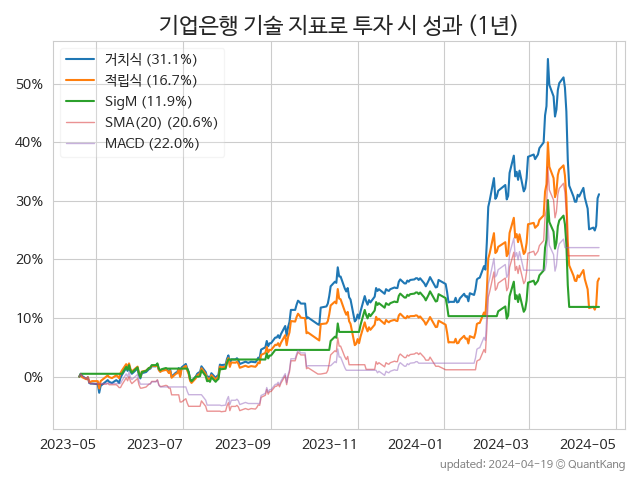 기업은행 기술 지표로 투자 시 성과 (1년)
거치식 (31.1%)
적립식 (16.7%)
SigM (11.9%)
SMA(20) (20.6%)
MACD (22.0%)
50%
40%
30%
20%
10%
0%
2023-05 2023-07 2023-09 2023-11 2024-01 2024-03 2024-05
updated: 2024-04-19 © QuantKang